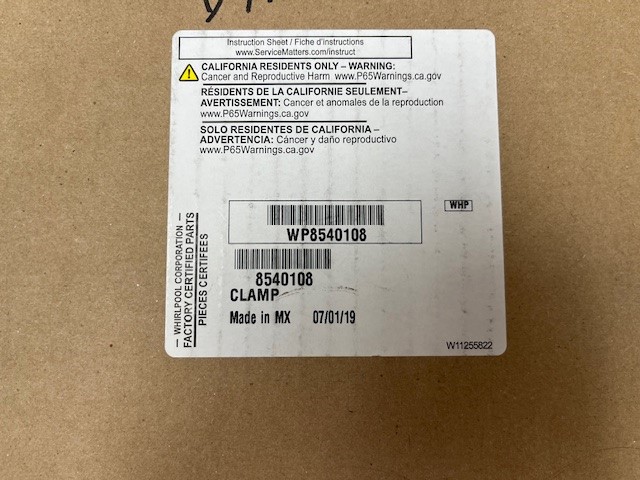 Instruction Sheet / Fiche d'instructions
www.ServiceMatters.com/instruct
CALIFORNIA RESIDENTS ONLY – WARNING:
Cancer and Reproductive Harm www.P65Warnings.ca.gov
RÉSIDENTS DE LA CALIFORNIE SEULEMENT–
AVERTISSEMENT: Cancer et anomales de la reproduction
www.P65Warnings.ca.gov
SOLO RESIDENTES DE CALIFORNIA –
ADVERTENCIA: Cáncer y daño reproductivo
www.P65Warnings.ca.gov
WHP
WP8540108
8540108
CLAMP
Made in MX 07/01/19
W11255822
— WHIRLPOOL CORPORATION —
FACTORY CERTIFIED PARTS
PIECES CERTIFEES